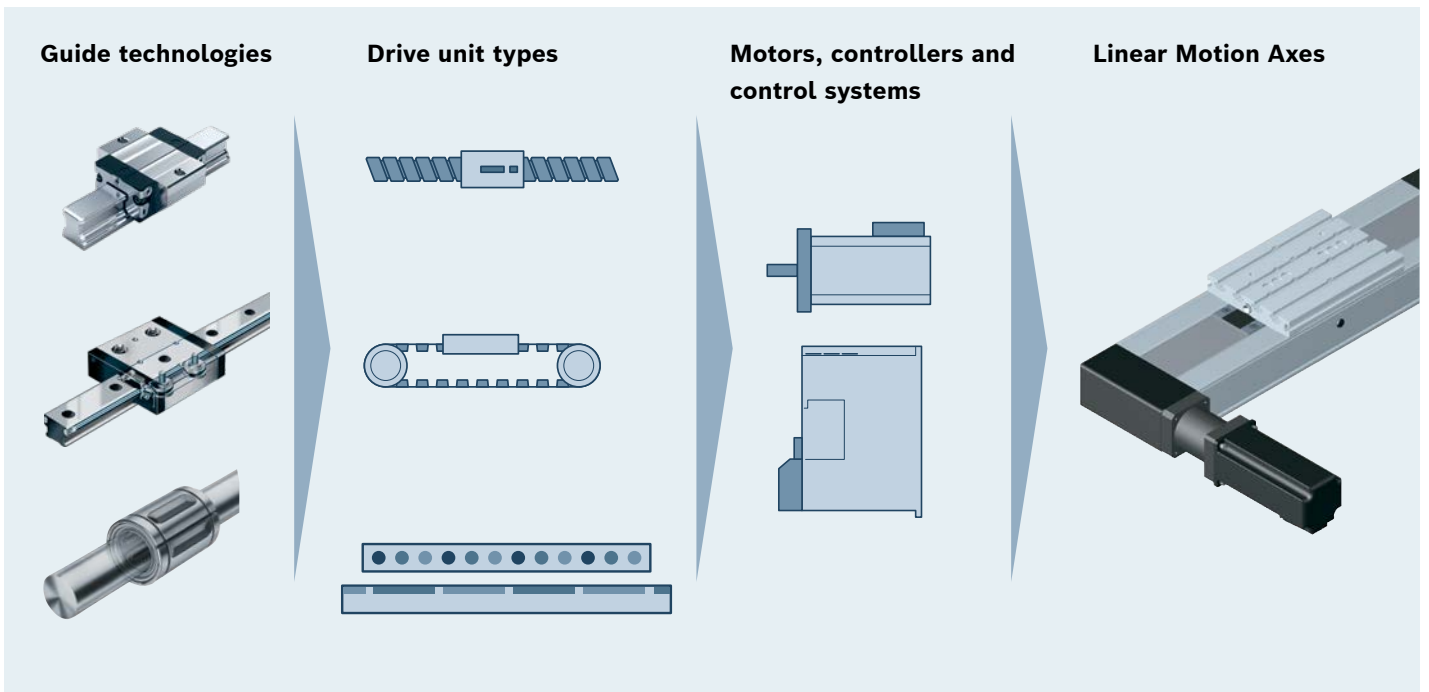 Guide technologies
Drive unit types
Motors, controllers and
control systems
Linear Motion Axes